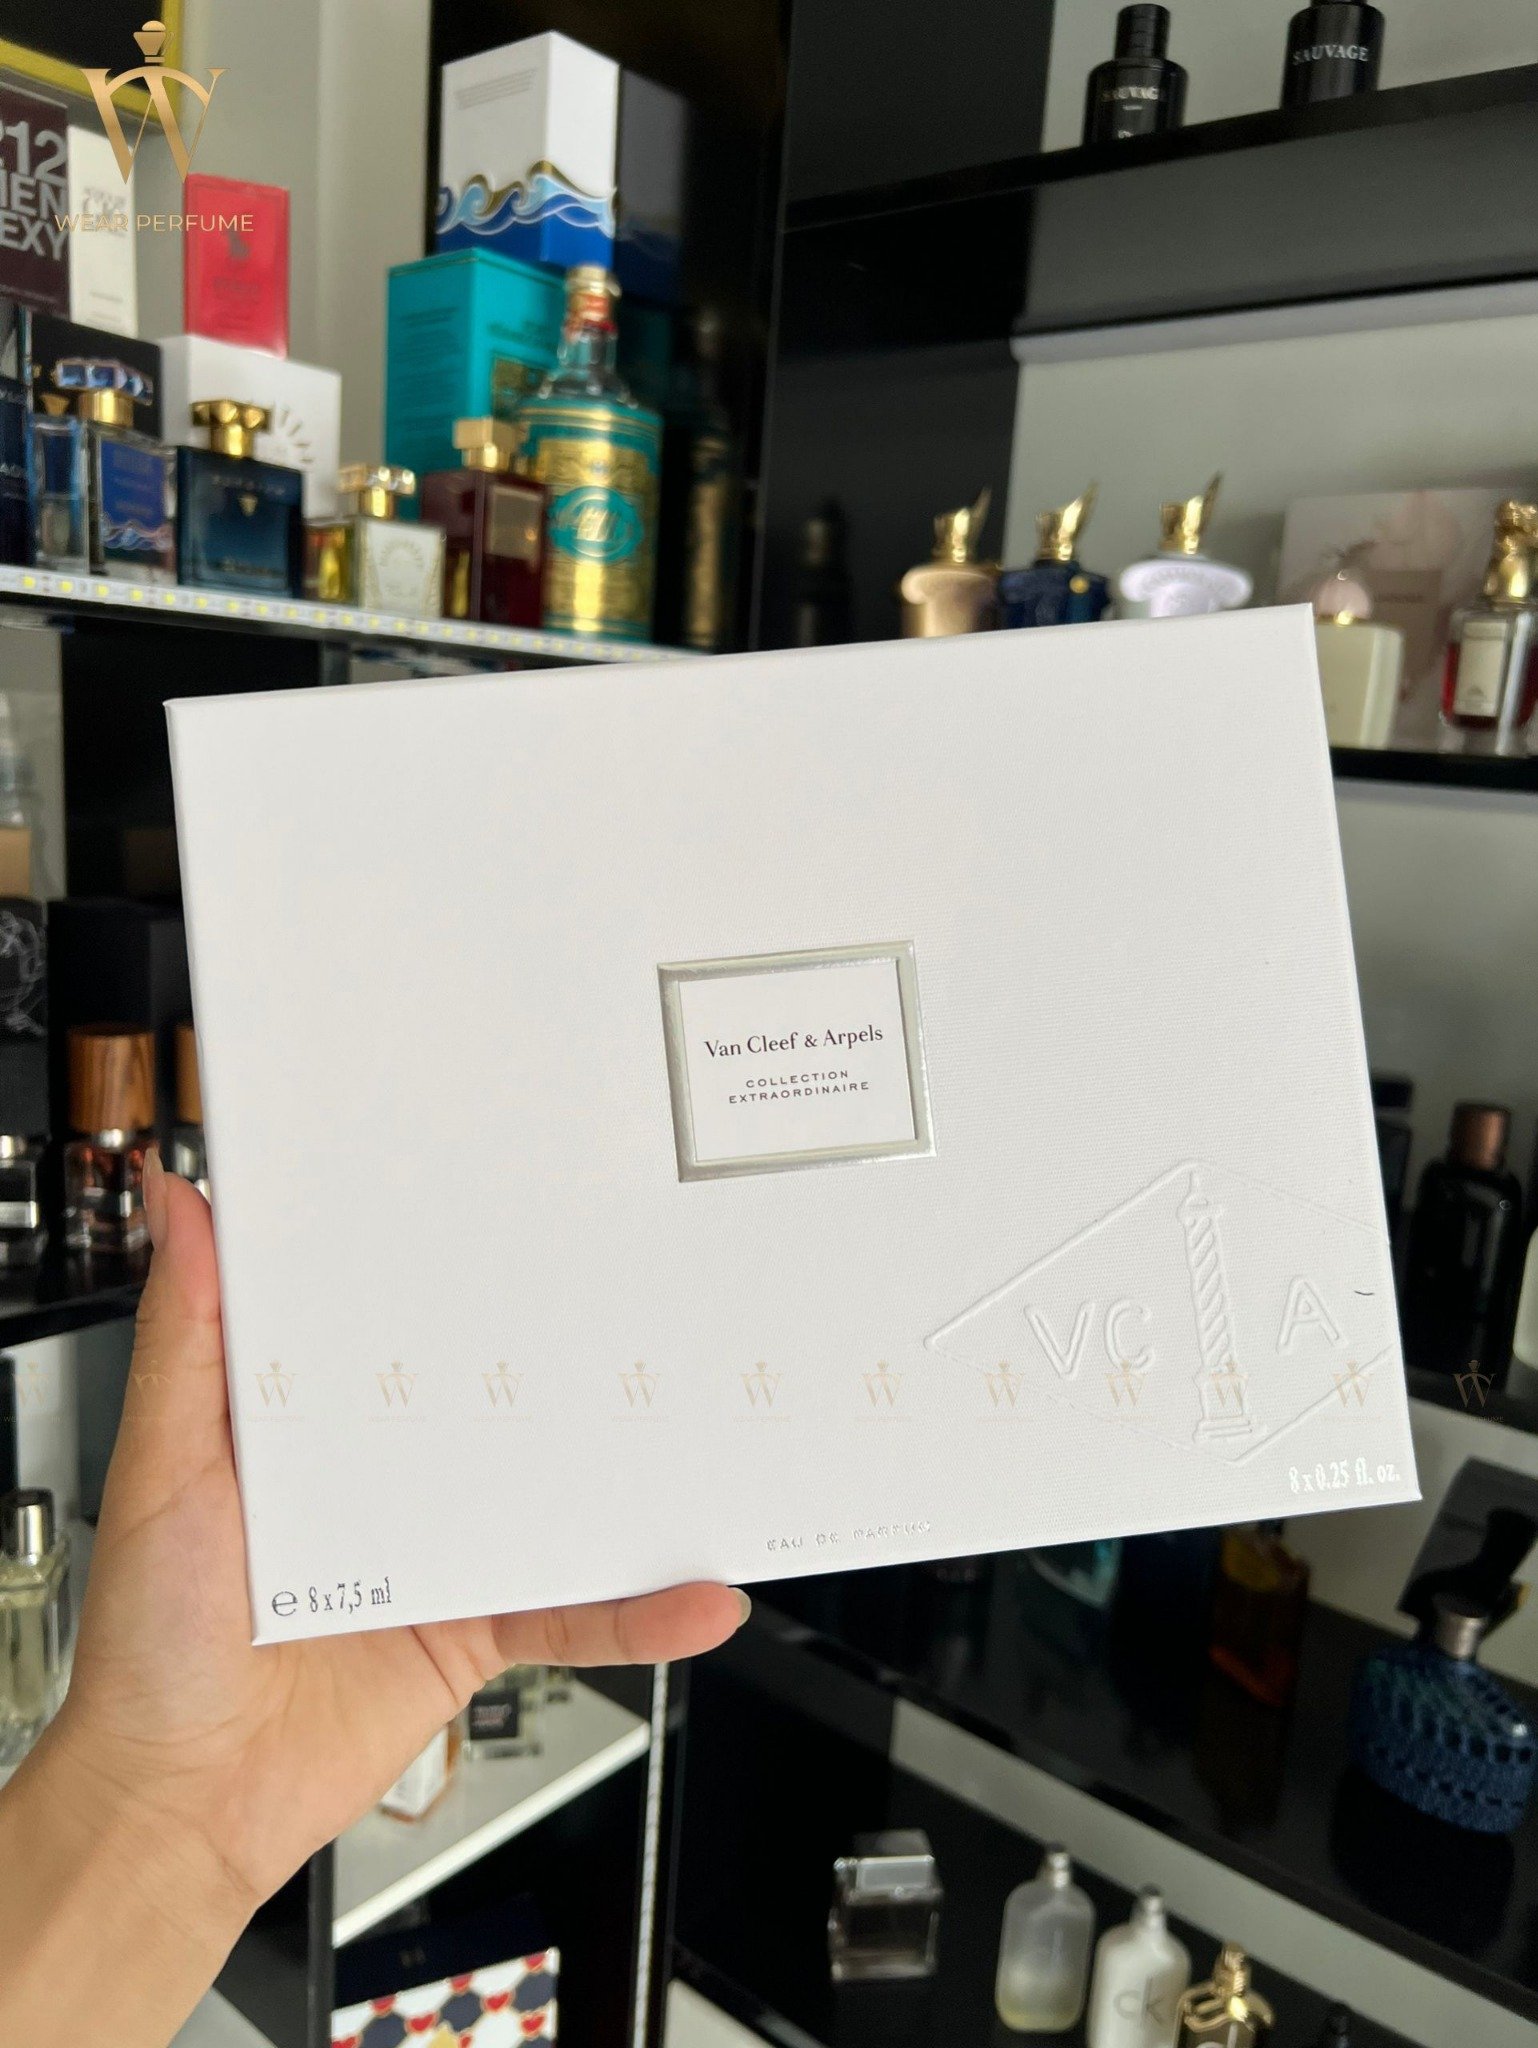 WEAR PERFUME
212
MEN
SEXY
SAUVAGE
SAUVAGE
Van Cleef & Arpels
COLLECTION
EXTRAORDINAIRE
VC A
8 x 0.25 fl. oz.
EAU DE PARFUM
℮ 8 x 7,5 ml
CK